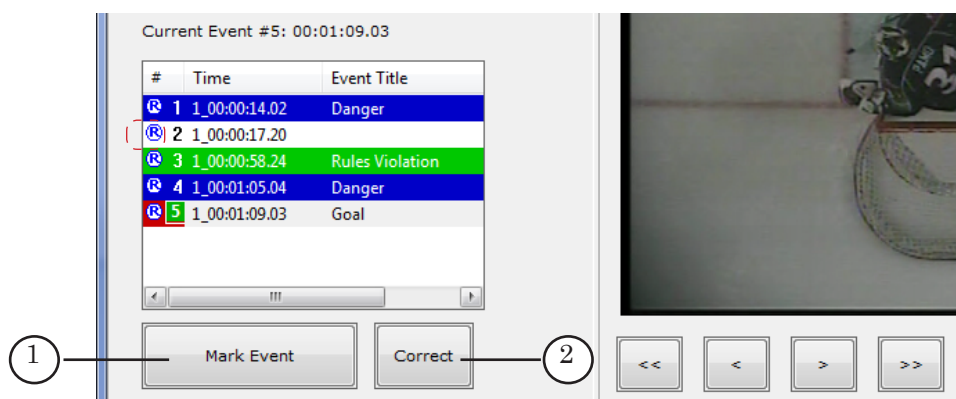 Current Event #5: 00:01:09.03
# Time Event Title
R 1 1_00:00:14.02 Danger
R 2 1_00:00:17.20
R 3 1_00:00:58.24 Rules Violation
R 4 1_00:01:05.04 Danger
R 5 1_00:01:09.03 Goal
1 Mark Event Correct 2
<< < > >>